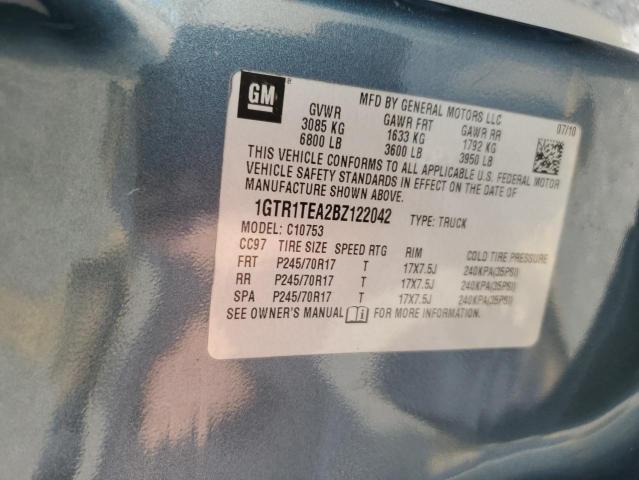 GM
MFD BY GENERAL MOTORS LLC
07/10
GVWR GAWR FRT GAWR RR
3085 KG 1633 KG 1792 KG
6800 LB 3600 LB 3950 LB
THIS VEHICLE CONFORMS TO ALL APPLICABLE U.S. FEDERAL MOTOR
VEHICLE SAFETY STANDARDS IN EFFECT ON THE DATE OF
MANUFACTURE SHOWN ABOVE.
1GTR1TEA2BZ122042 TYPE: TRUCK
MODEL: C10753
CC97 TIRE SIZE SPEED RTG RIM COLD TIRE PRESSURE
FRT P245/70R17 T 17X7.5J 240KPA(35PSI)
RR P245/70R17 T 17X7.5J 240KPA(35PSI)
SPA P245/70R17 T 17X7.5J 240KPA(35PSI)
SEE OWNER'S MANUAL FOR MORE INFORMATION.